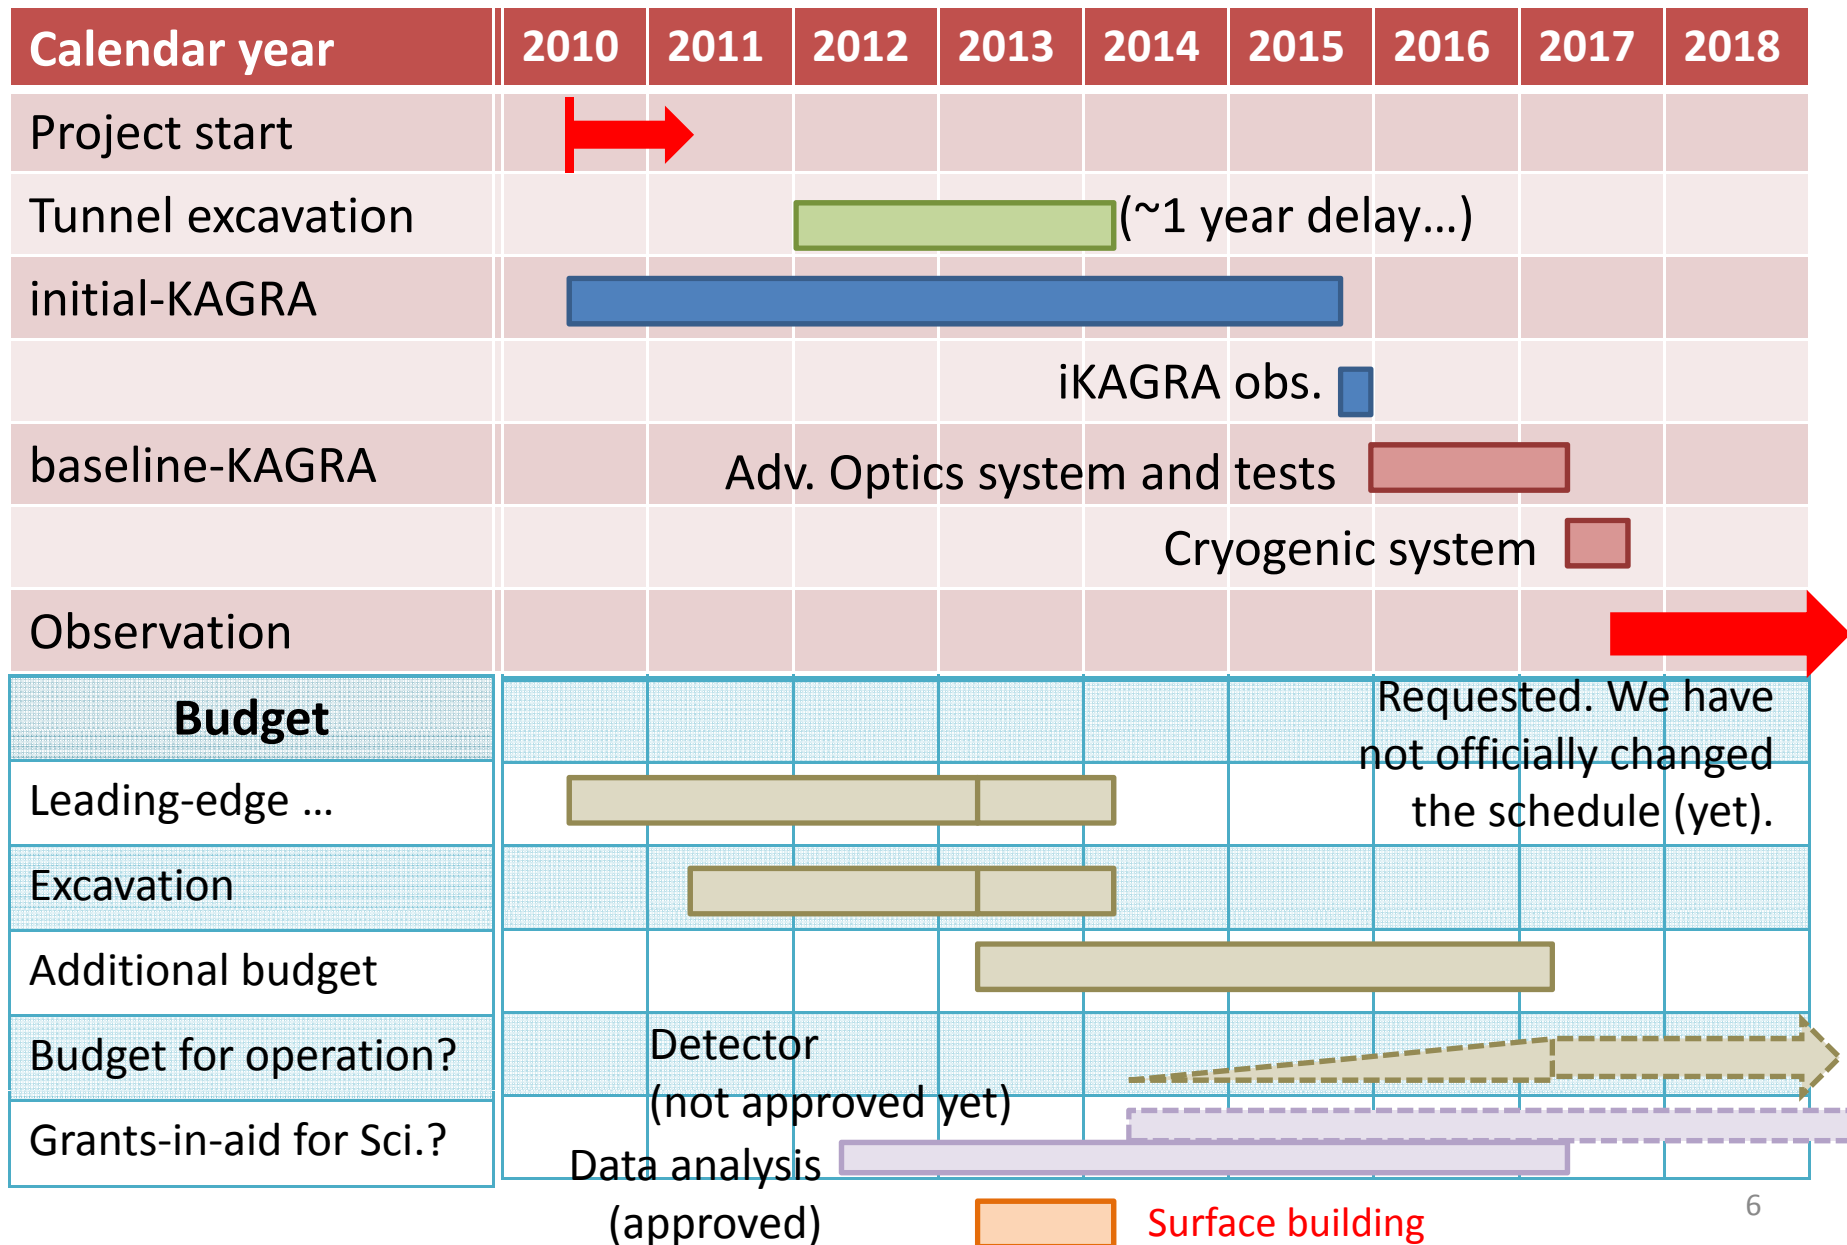 Calendar year 2010 2011 2012 2013 2014 2015 2016 2017 2018
Project start
Tunnel excavation (~1 year delay...)
initial-KAGRA
iKAGRA obs.
baseline-KAGRA Adv. Optics system and tests
Cryogenic system
Observation
Budget
Requested. We have
not officially changed
the schedule (yet).
Leading-edge ...
Excavation
Additional budget
Budget for operation?
Detector
(not approved yet)
Grants-in-aid for Sci.?
Data analysis
(approved)
Surface building
6